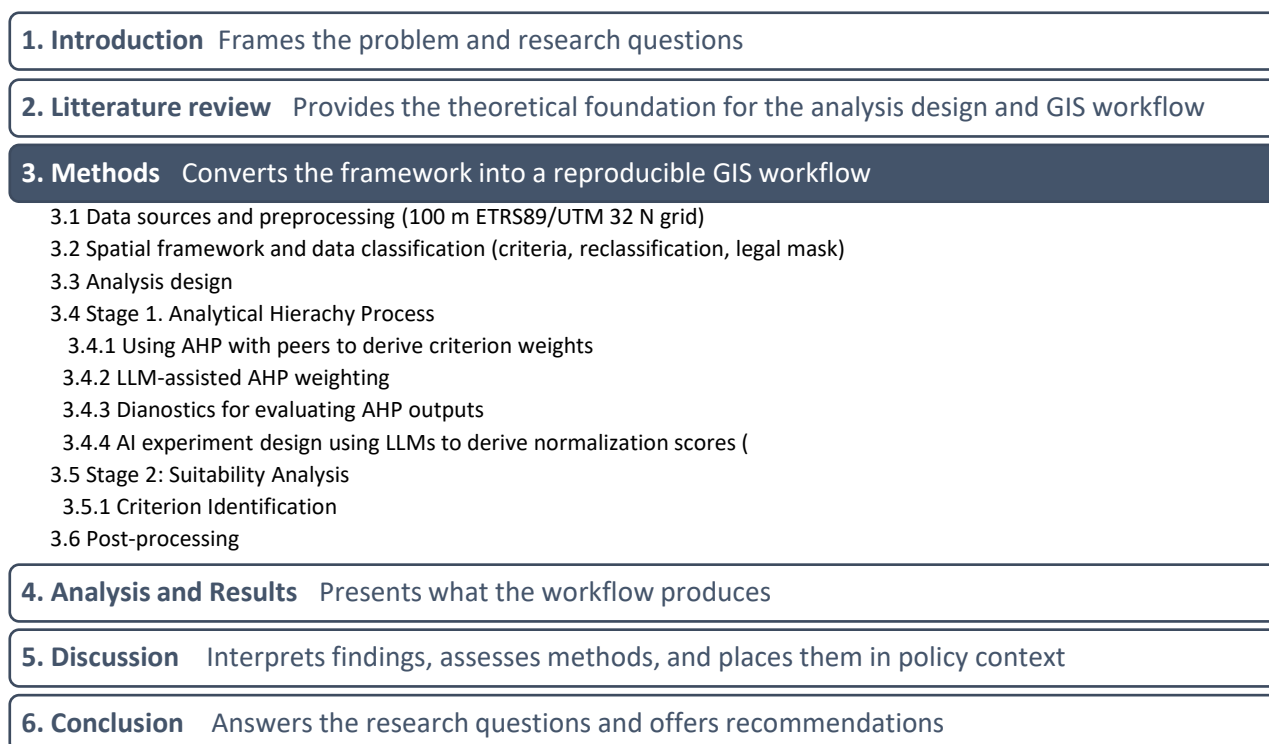 1. Introduction Frames the problem and research questions
2. Litterature review Provides the theoretical foundation for the analysis design and GIS workflow
3. Methods Converts the framework into a reproducible GIS workflow
3.1 Data sources and preprocessing (100 m ETRS89/UTM 32 N grid)
3.2 Spatial framework and data classification (criteria, reclassification, legal mask)
3.3 Analysis design
3.4 Stage 1. Analytical Hierachy Process
3.4.1 Using AHP with peers to derive criterion weights
3.4.2 LLM-assisted AHP weighting
3.4.3 Dianostics for evaluating AHP outputs
3.4.4 AI experiment design using LLMs to derive normalization scores (
3.5 Stage 2: Suitability Analysis
3.5.1 Criterion Identification
3.6 Post-processing
4. Analysis and Results Presents what the workflow produces
5. Discussion Interprets findings, assesses methods, and places them in policy context
6. Conclusion Answers the research questions and offers recommendations